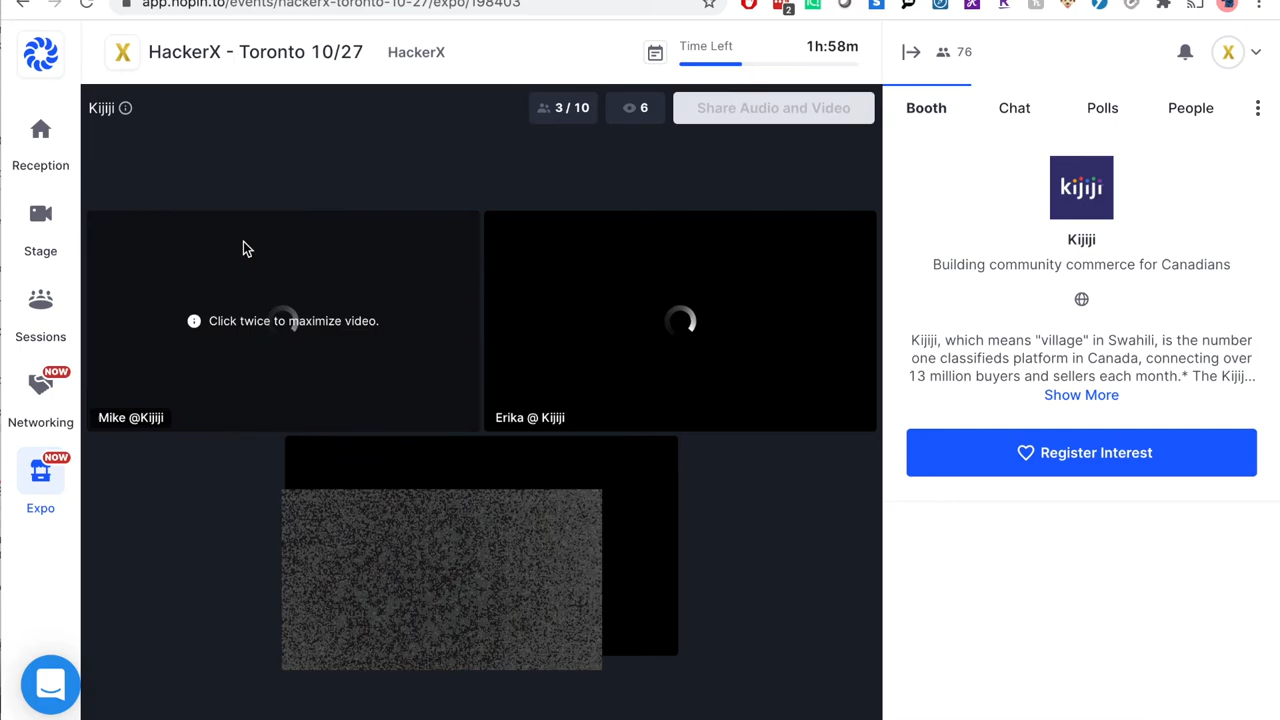 app.hopin.to/events/hackerx-toronto-10-27/expo/198403
2
X
HackerX - Toronto 10/27
HackerX
Time Left
1h:58m
76
X
Reception
Stage
Sessions
NOW
Networking
NOW
Expo
Kijiji
3 / 10
6
Share Audio and Video
Click twice to maximize video.
Mike @Kijiji
Erika @ Kijiji
Booth
Chat
Polls
People
kijiji
Kijiji
Building community commerce for Canadians
Kijiji, which means "village" in Swahili, is the number
one classifieds platform in Canada, connecting over
13 million buyers and sellers each month.* The Kijij...
Show More
Register Interest